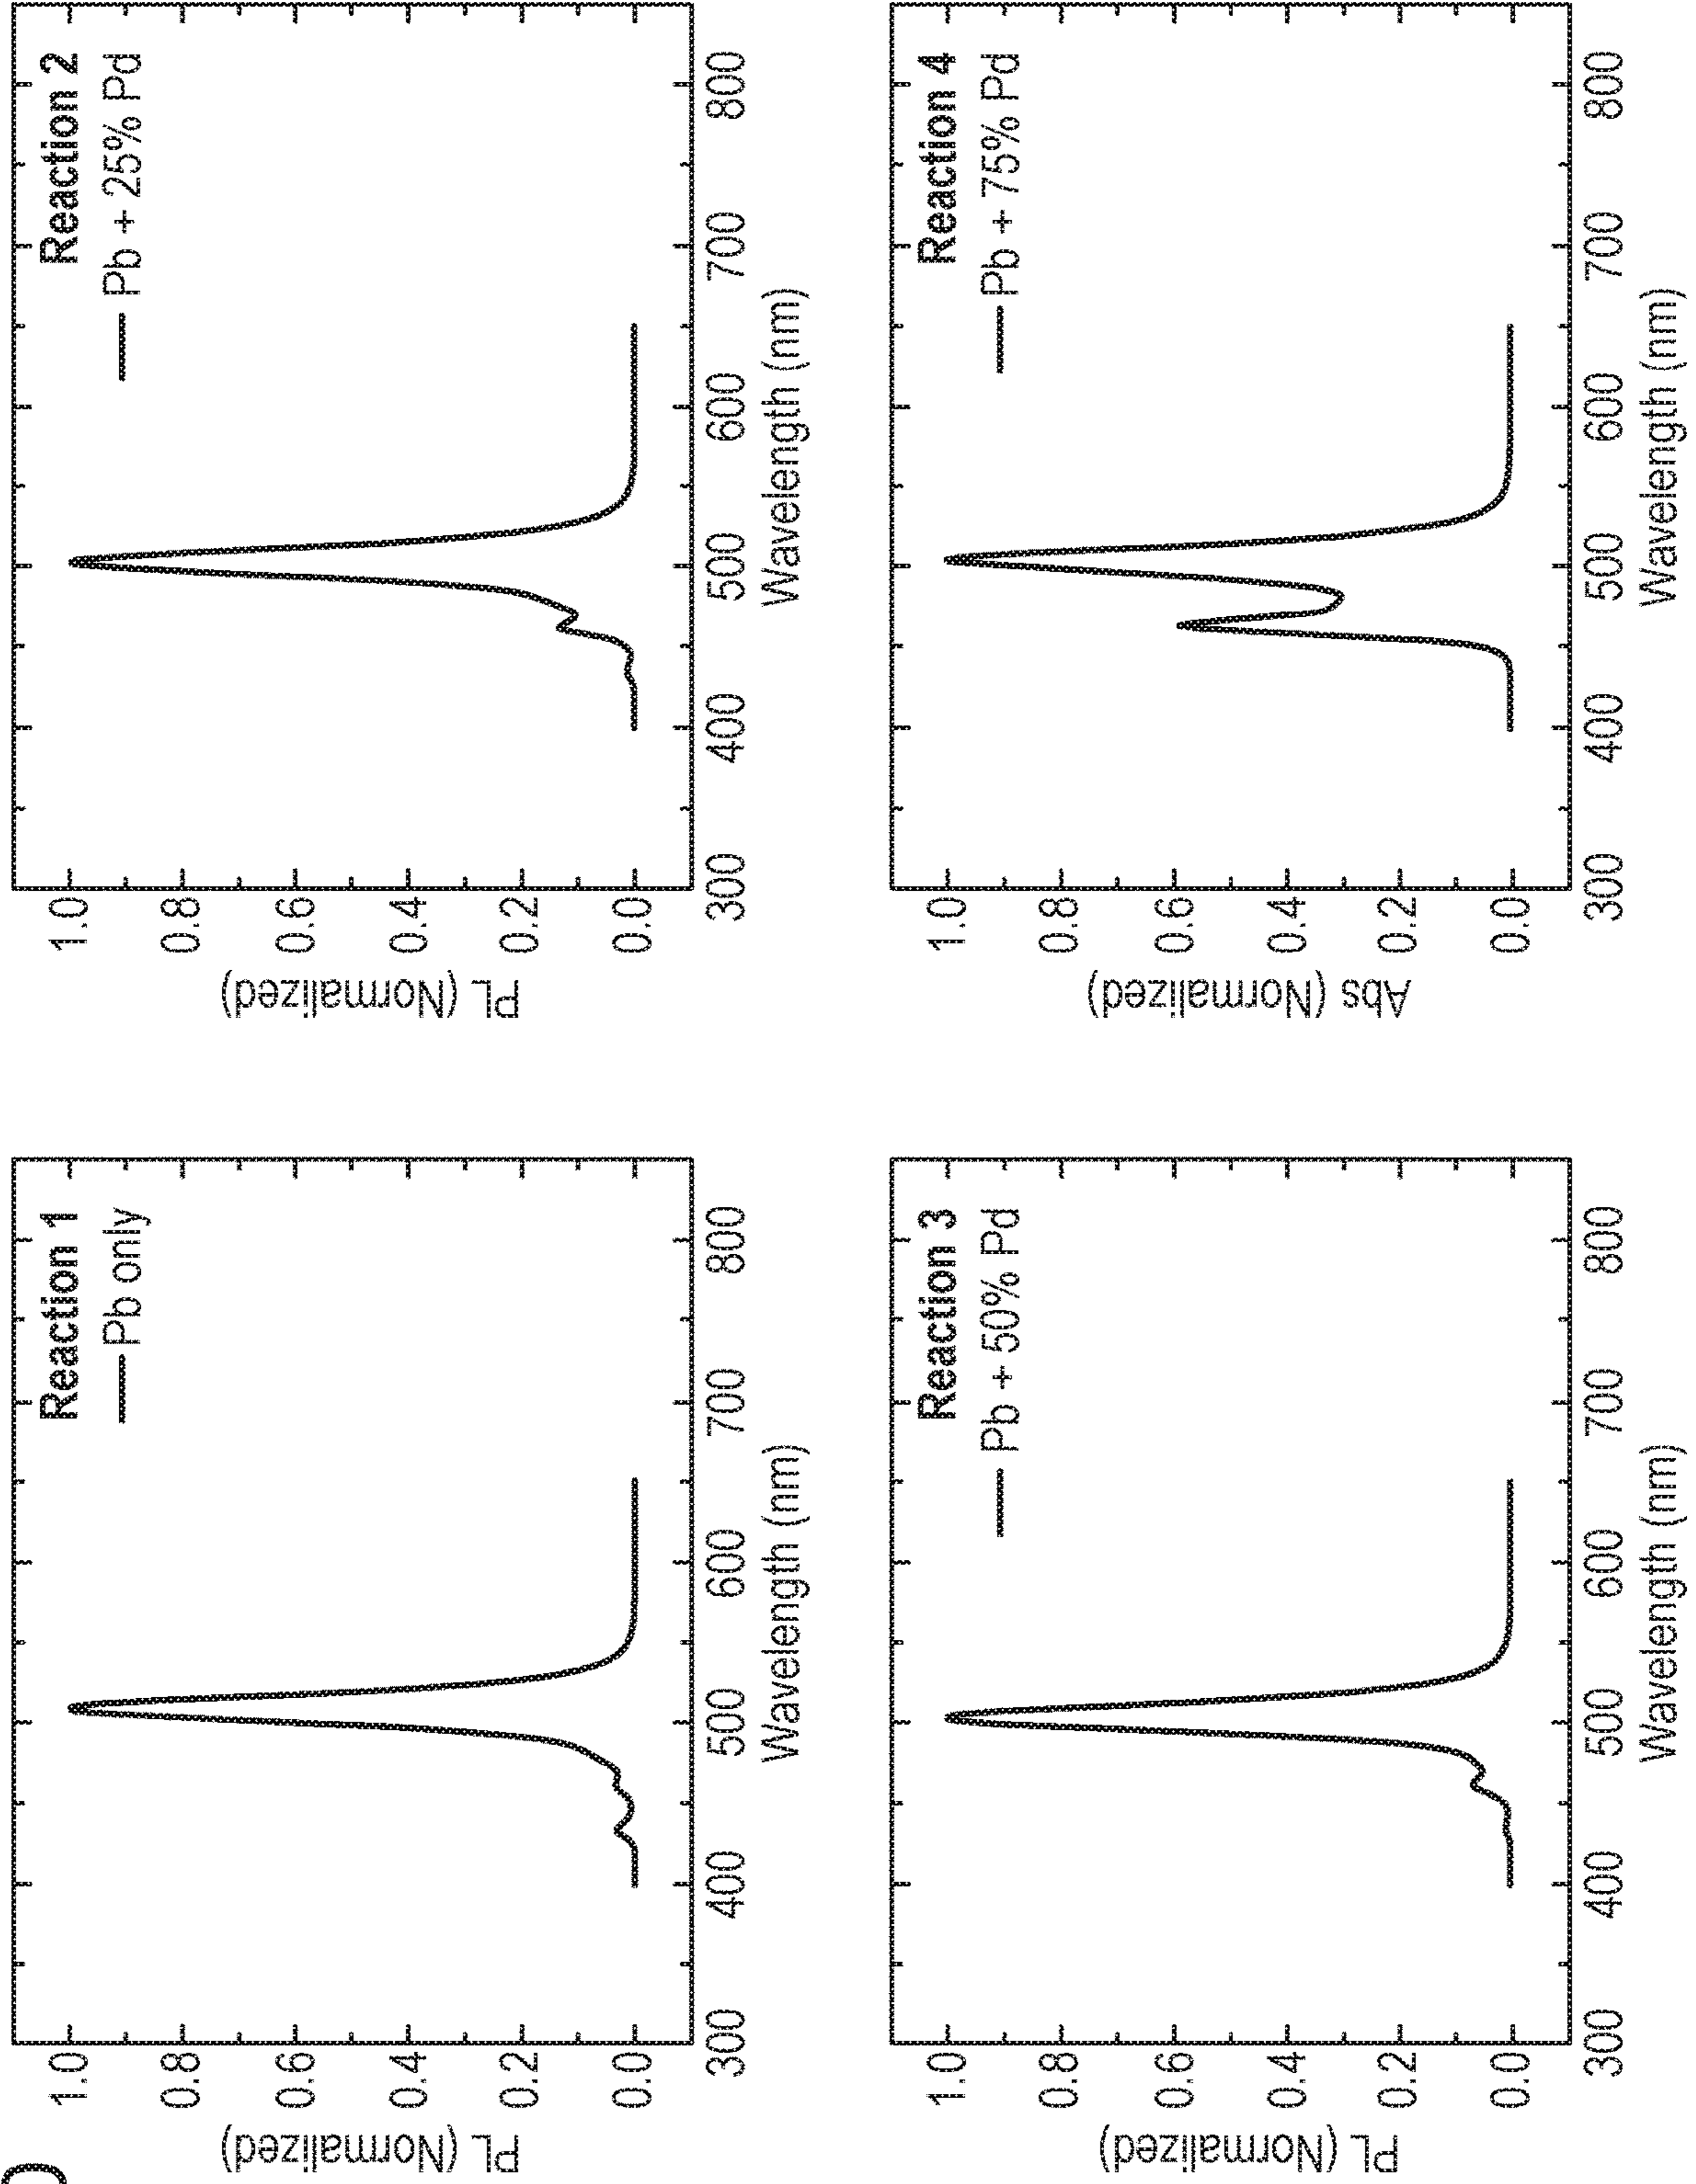 Reaction 1
Pb only
PL (Normalized)
1.0
0.8
0.6
0.4
0.2
0.0
300 400 500 600 700 800
Wavelength (nm)
Reaction 2
Pb + 25% Pd
PL (Normalized)
1.0
0.8
0.6
0.4
0.2
0.0
300 400 500 600 700 800
Wavelength (nm)
Reaction 3
Pb + 50% Pd
PL (Normalized)
1.0
0.8
0.6
0.4
0.2
0.0
300 400 500 600 700 800
Wavelength (nm)
Reaction 4
Pb + 75% Pd
Abs (Normalized)
1.0
0.8
0.6
0.4
0.2
0.0
300 400 500 600 700 800
Wavelength (nm)